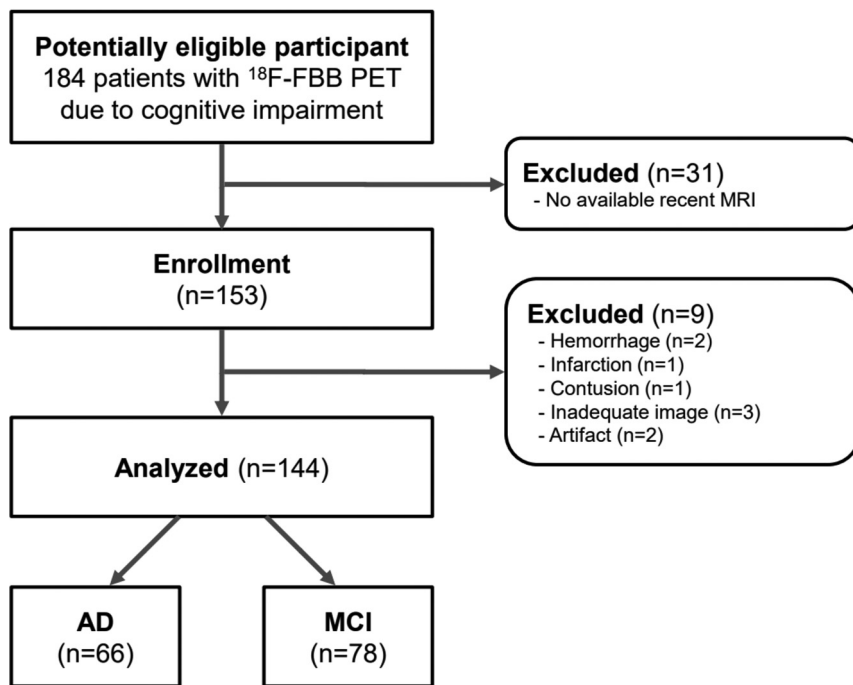 Potentially eligible participant
184 patients with ¹⁸F-FBB PET
due to cognitive impairment
Excluded (n=31)
- No available recent MRI
Enrollment
(n=153)
Excluded (n=9)
- Hemorrhage (n=2)
- Infarction (n=1)
- Contusion (n=1)
- Inadequate image (n=3)
- Artifact (n=2)
Analyzed (n=144)
AD
(n=66)
MCI
(n=78)